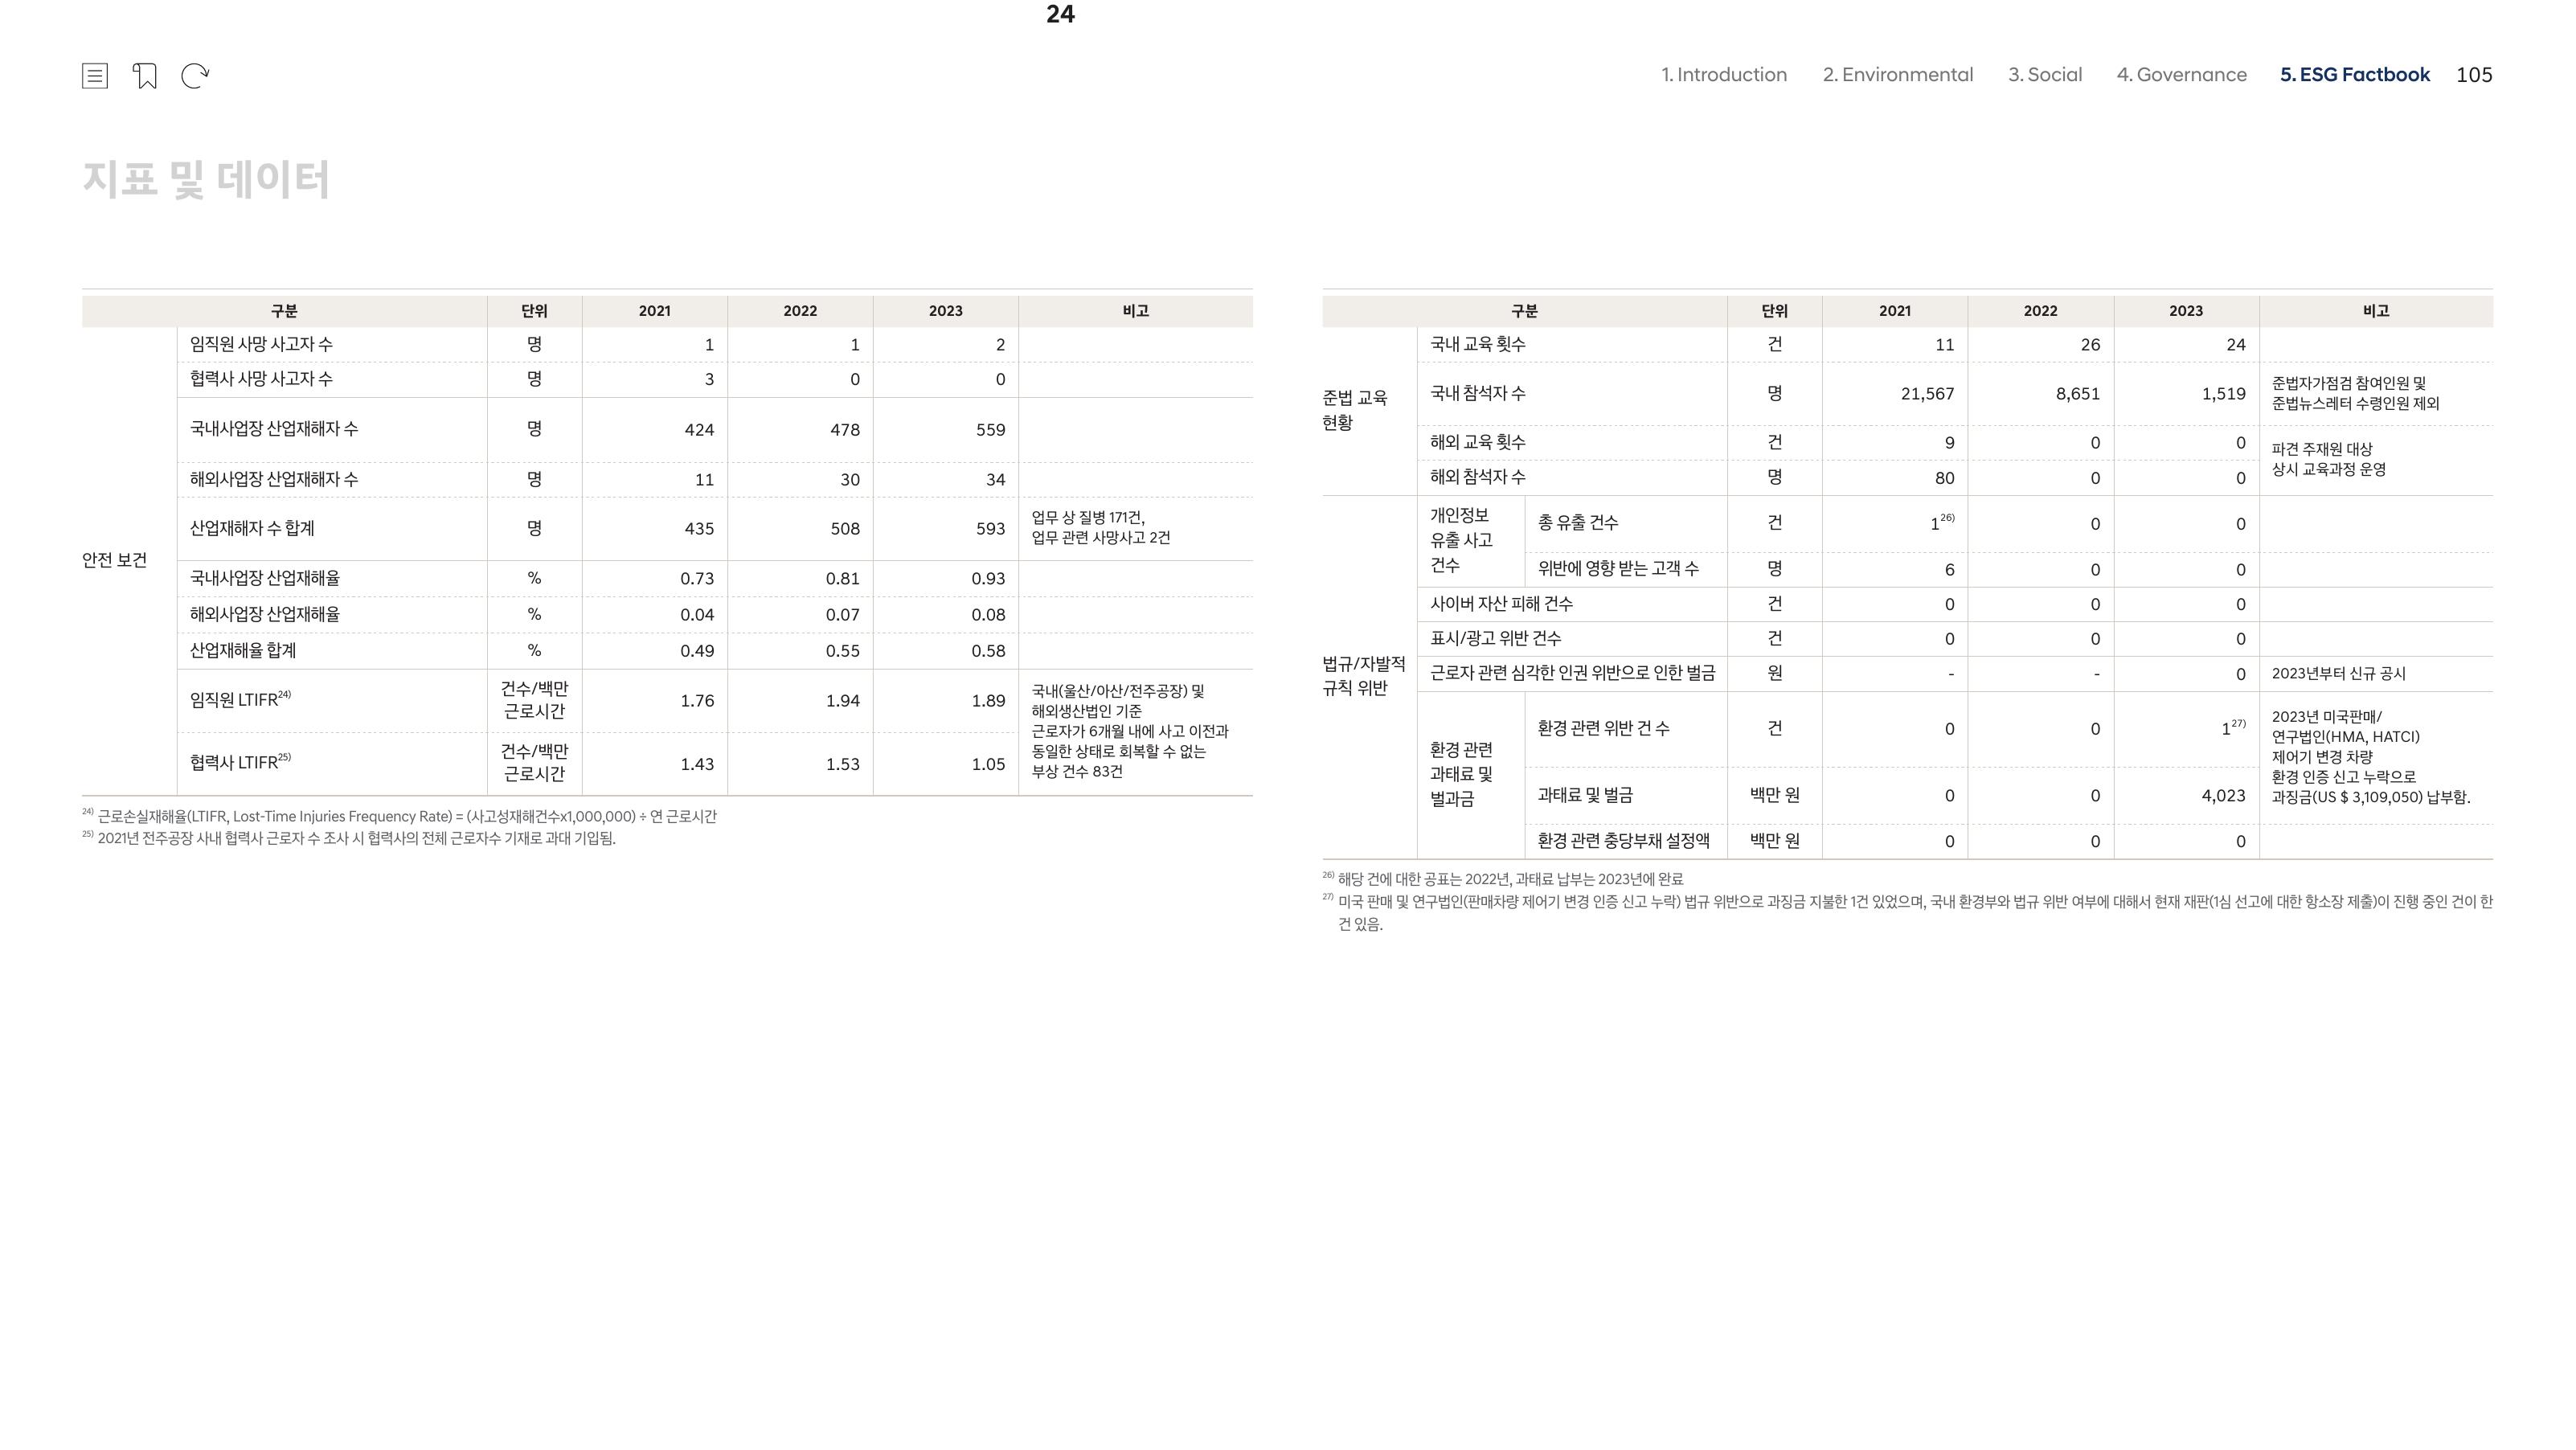 24
1. Introduction 2. Environmental 3. Social 4. Governance 5. ESG Factbook 105
지표 및 데이터
구분 단위 2021 2022 2023 비고
안전 보건
임직원 사망 사고자 수 명 1 1 2
협력사 사망 사고자 수 명 3 0 0
국내사업장 산업재해자 수 명 424 478 559
해외사업장 산업재해자 수 명 11 30 34
산업재해자 수 합계 명 435 508 593 업무 상 질병 171건,
업무 관련 사망사고 2건
국내사업장 산업재해율 % 0.73 0.81 0.93
해외사업장 산업재해율 % 0.04 0.07 0.08
산업재해율 합계 % 0.49 0.55 0.58
임직원 LTIFR24) 건수/백만
근로시간 1.76 1.94 1.89
협력사 LTIFR25) 건수/백만
근로시간 1.43 1.53 1.05
국내(울산/아산/전주공장) 및
해외생산법인 기준
근로자가 6개월 내에 사고 이전과
동일한 상태로 회복할 수 없는
부상 건수 83건
24) 근로손실재해율(LTIFR, Lost-Time Injuries Frequency Rate) = (사고성재해건수x1,000,000) ÷ 연 근로시간
25) 2021년 전주공장 사내 협력사 근로자 수 조사 시 협력사의 전체 근로자수 기재로 과대 기입됨.
구분 단위 2021 2022 2023 비고
준법 교육
현황
국내 교육 횟수 건 11 26 24
국내 참석자 수 명 21,567 8,651 1,519 준법자가점검 참여인원 및
준법뉴스레터 수령인원 제외
해외 교육 횟수 건 9 0 0
해외 참석자 수 명 80 0 0
파견 주재원 대상
상시 교육과정 운영
법규/자발적
규칙 위반
개인정보
유출 사고
건수
총 유출 건수 건 126) 0 0
위반에 영향 받는 고객 수 명 6 0 0
사이버 자산 피해 건수 건 0 0 0
표시/광고 위반 건수 건 0 0 0
근로자 관련 심각한 인권 위반으로 인한 벌금 원 - - 0 2023년부터 신규 공시
환경 관련
과태료 및
벌과금
환경 관련 위반 건 수 건 0 0 127)
과태료 및 벌금 백만 원 0 0 4,023
2023년 미국판매/
연구법인(HMA, HATCI)
제어기 변경 차량
환경 인증 신고 누락으로
과징금(US $ 3,109,050) 납부함.
환경 관련 충당부채 설정액 백만 원 0 0 0
26) 해당 건에 대한 공표는 2022년, 과태료 납부는 2023년에 완료
27) 미국 판매 및 연구법인(판매차량 제어기 변경 인증 신고 누락) 법규 위반으로 과징금 지불한 1건 있었으며, 국내 환경부와 법규 위반 여부에 대해서 현재 재판(1심 선고에 대한 항소장 제출)이 진행 중인 건이 한
건 있음.